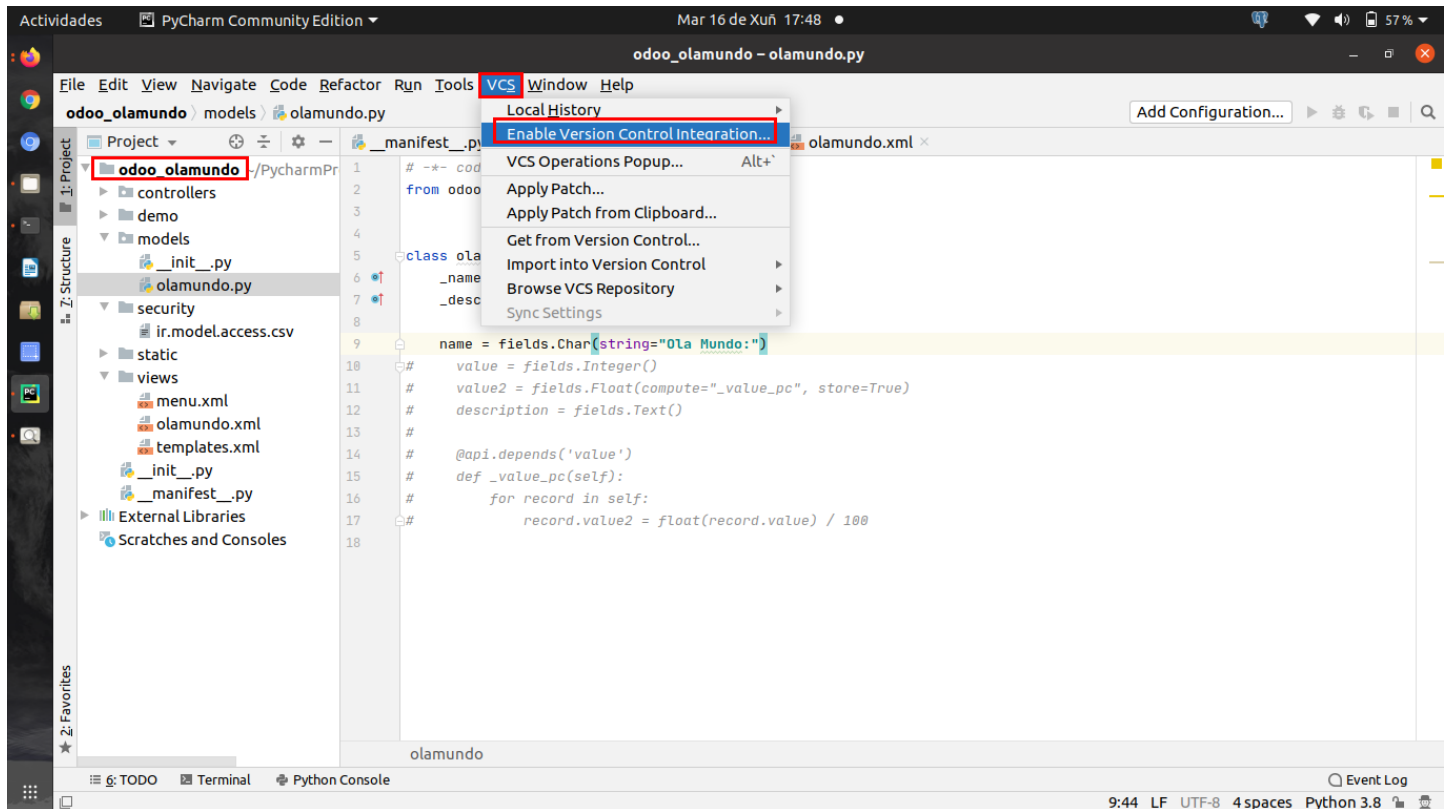 Actividades PyCharm Community Edition Mar 16 de Xuñ 17:48 57 %
odoo_olamundo – olamundo.py
File Edit View Navigate Code Refactor Run Tools VCS Window Help
odoo_olamundo models olamundo.py Add Configuration...
Project __manifest__.py olamundo.xml
Local History
Enable Version Control Integration...
VCS Operations Popup... Alt+`
Apply Patch...
Apply Patch from Clipboard...
Get from Version Control...
Import into Version Control
Browse VCS Repository
Sync Settings
1: Project
Z: Structure
2: Favorites
odoo_olamundo ~/PycharmPr
controllers
demo
models
__init__.py
olamundo.py
security
ir.model.access.csv
static
views
menu.xml
olamundo.xml
templates.xml
__init__.py
__manifest__.py
External Libraries
Scratches and Consoles
1 # -*- cod
2 from odoo
3
4
5 class ola
6 _name
7 _desc
8
9 name = fields.Char(string="Ola Mundo:")
10 # value = fields.Integer()
11 # value2 = fields.Float(compute="_value_pc", store=True)
12 # description = fields.Text()
13 #
14 # @api.depends('value')
15 # def _value_pc(self):
16 # for record in self:
17 # record.value2 = float(record.value) / 100
18
olamundo
6: TODO Terminal Python Console Event Log
9:44 LF UTF-8 4 spaces Python 3.8